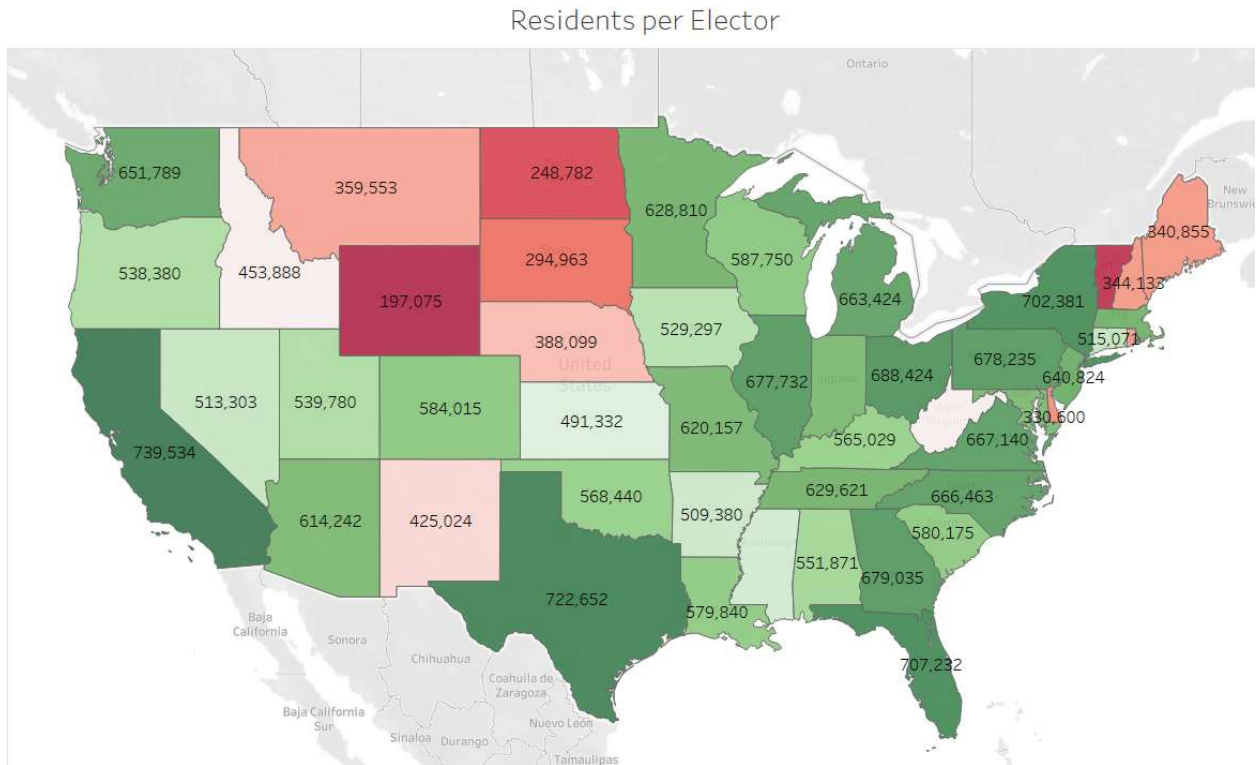 Residents per Elector
Ontario
New
Brunswick
651,789
359,553
248,782
628,810
340,855
538,380
453,888
587,750
344,133
294,963
197,075
663,424
702,381
529,297
515,071
388,099
United
States
678,235
640,824
513,303
539,780
584,015
677,732
Indiana
688,424
491,332
620,157
330,600
739,534
565,029
667,140
614,242
425,024
568,440
629,621
666,463
509,380
580,175
551,871
679,035
722,652
579,840
707,232
Baja
California
Sonora
Chihuahua
Coahuila de
Zaragoza
Baja California
Sur
Nuevo León
Sinaloa
Durango
Tamaulipas